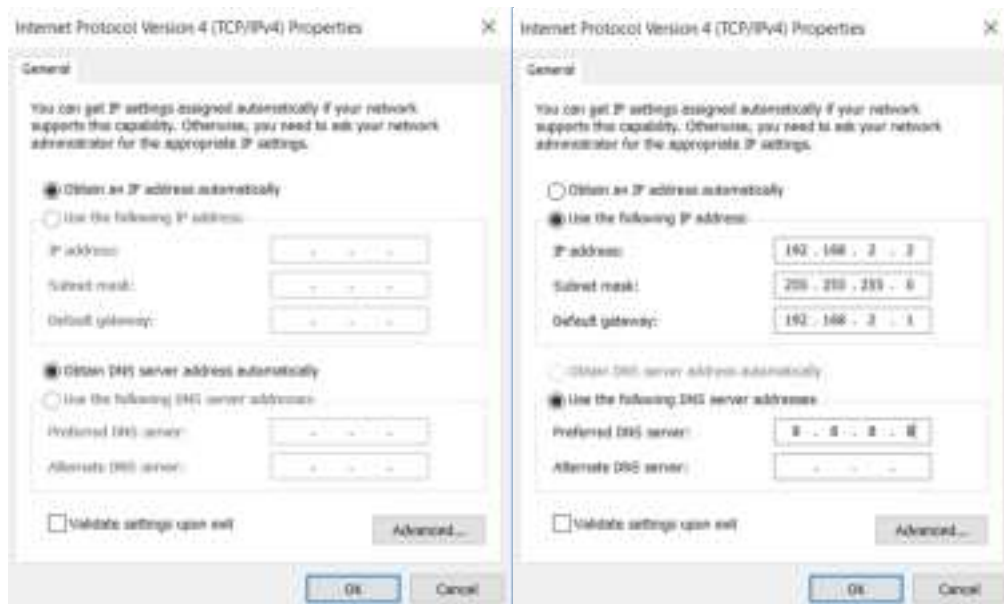 Internet Protocol Version 4 (TCP/IPv4) Properties
General
You can get IP settings assigned automatically if your network
supports this capability. Otherwise, you need to ask your network
administrator for the appropriate IP settings.
Obtain an IP address automatically
Use the following IP address:
IP address:
Subnet mask:
Default gateway:
Obtain DNS server address automatically
Use the following DNS server addresses:
Preferred DNS server:
Alternate DNS server:
Validate settings upon exit
Advanced...
OK
Cancel
Internet Protocol Version 4 (TCP/IPv4) Properties
General
You can get IP settings assigned automatically if your network
supports this capability. Otherwise, you need to ask your network
administrator for the appropriate IP settings.
Obtain an IP address automatically
Use the following IP address:
IP address: 192 . 168 . 2 . 2
Subnet mask: 255 . 255 . 255 . 0
Default gateway: 192 . 168 . 2 . 1
Obtain DNS server address automatically
Use the following DNS server addresses:
Preferred DNS server: 8 . 8 . 8 . 8
Alternate DNS server:
Validate settings upon exit
Advanced...
OK
Cancel